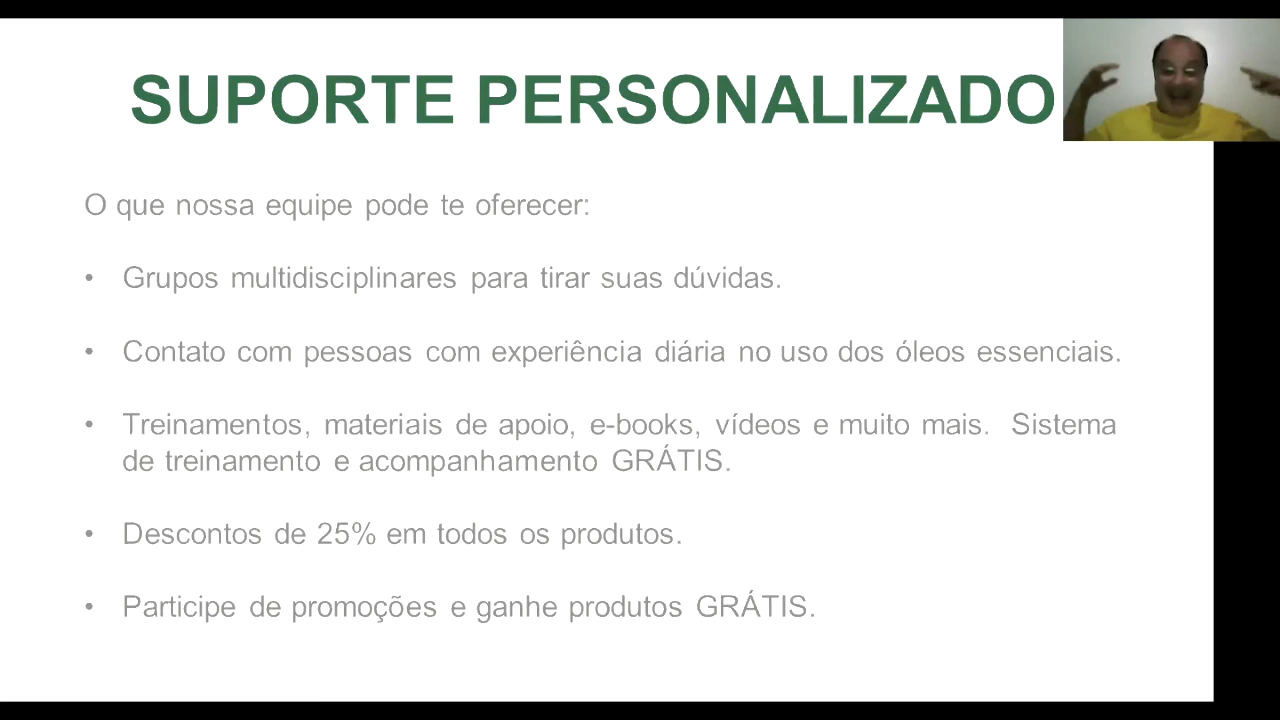 SUPORTE PERSONALIZADO
O que nossa equipe pode te oferecer:
• Grupos multidisciplinares para tirar suas dúvidas.
• Contato com pessoas com experiência diária no uso dos óleos essenciais.
• Treinamentos, materiais de apoio, e-books, vídeos e muito mais. Sistema
de treinamento e acompanhamento GRÁTIS.
• Descontos de 25% em todos os produtos.
• Participe de promoções e ganhe produtos GRÁTIS.